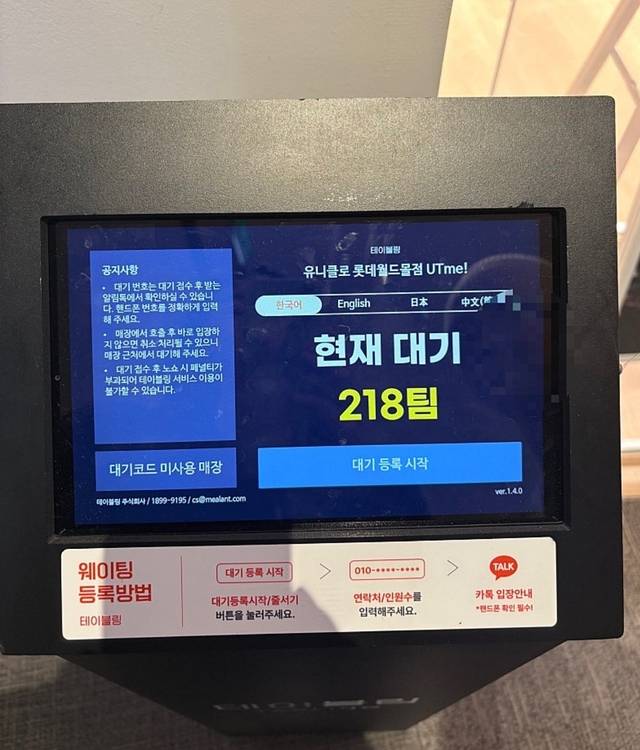 테이블링
유니클로 롯데월드몰점 UTme!
한국어 English 日本 中文(
공지사항
• 대기 번호는 대기 접수 후 받는
알림톡에서 확인하실 수 있습니
다. 핸드폰 번호를 정확하게 입력
해 주세요.
• 매장에서 호출 후 바로 입장하
지 않으면 취소 처리될 수 있으니
매장 근처에서 대기해 주세요.
• 대기 접수 후 노쇼 시 페널티가
부과되어 테이블링 서비스 이용이
불가할 수 있습니다.
현재 대기
218팀
대기코드 미사용 매장
대기 등록 시작
테이블링 주식회사 / 1899-9195 / cs@mealant.com
ver.1.4.0
웨이팅
등록방법
테이블링
대기 등록 시작
대기등록시작/줄서기
버튼을 눌러주세요.
010-••••-••••
연락처/인원수를
입력해주세요.
TALK
카톡 입장안내
*핸드폰 확인 필수!